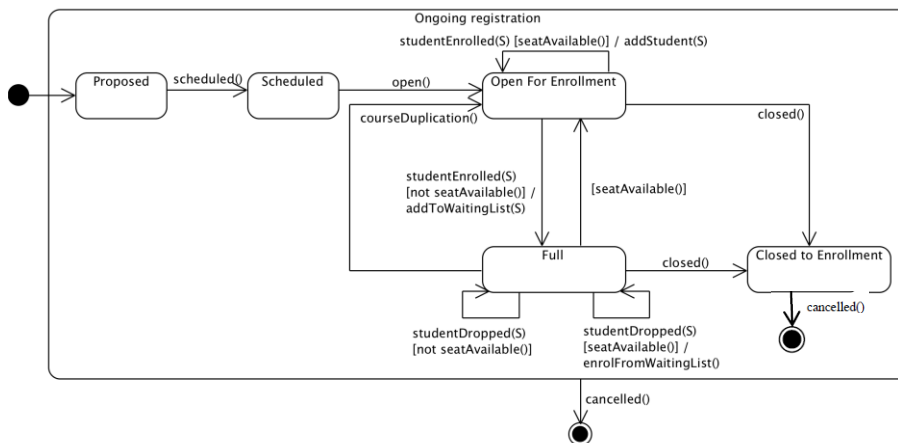 Ongoing registration
studentEnrolled(S) [seatAvailable()] / addStudent(S)
Proposed
scheduled()
Scheduled
open()
Open For Enrollment
courseDuplication()
closed()
studentEnrolled(S)
[not seatAvailable()] /
addToWaitingList(S)
[seatAvailable()]
Full
closed()
Closed to Enrollment
cancelled()
studentDropped(S)
[not seatAvailable()]
studentDropped(S)
[seatAvailable()] /
enrolFromWaitingList()
cancelled()